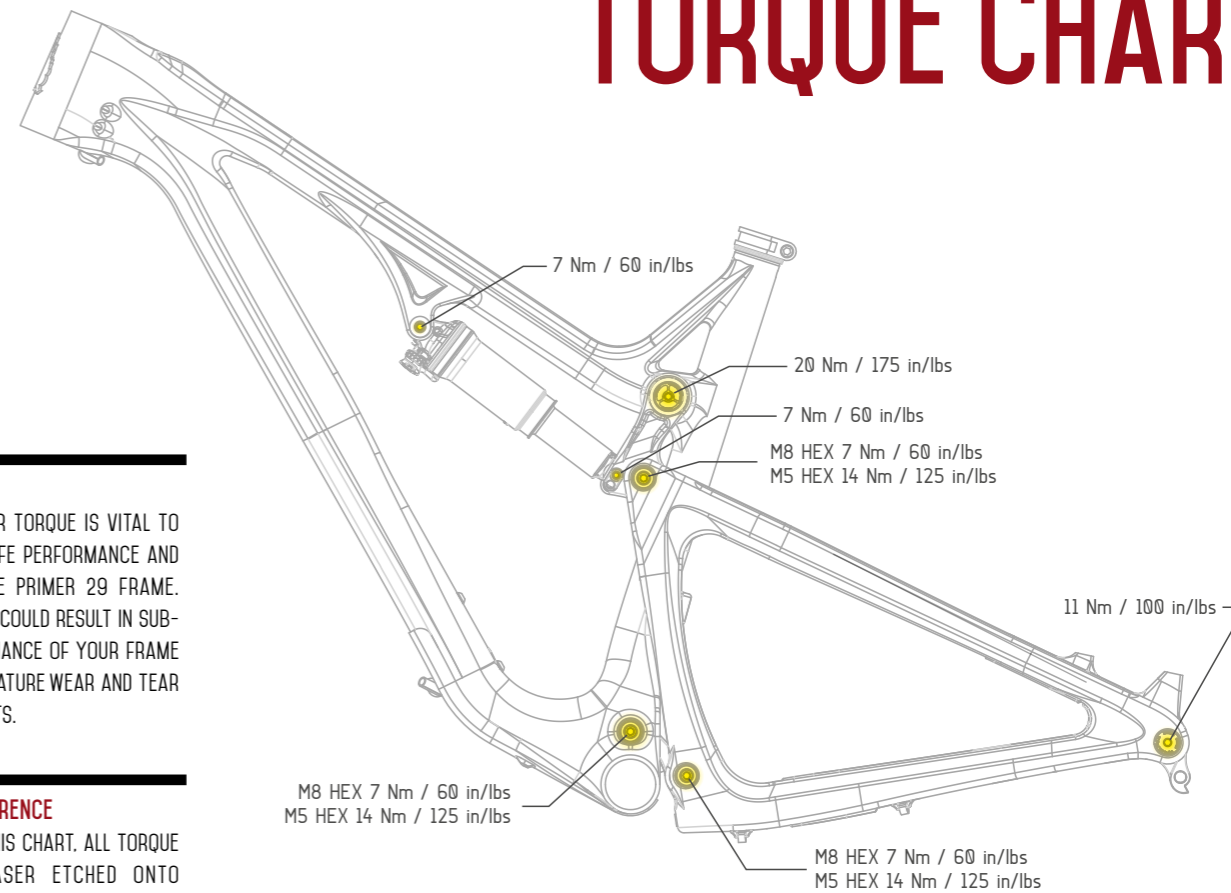 TORQUE CHAR
7 Nm / 60 in/lbs
20 Nm / 175 in/lbs
7 Nm / 60 in/lbs
M8 HEX 7 Nm / 60 in/lbs
M5 HEX 14 Nm / 125 in/lbs
R TORQUE IS VITAL TO
FE PERFORMANCE AND
E PRIMER 29 FRAME.
COULD RESULT IN SUB-
ANCE OF YOUR FRAME
ATURE WEAR AND TEAR
TS.
11 Nm / 100 in/lbs
M8 HEX 7 Nm / 60 in/lbs
M5 HEX 14 Nm / 125 in/lbs
RENCE
HIS CHART, ALL TORQUE
ASER ETCHED ONTO
M8 HEX 7 Nm / 60 in/lbs
M5 HEX 14 Nm / 125 in/lbs